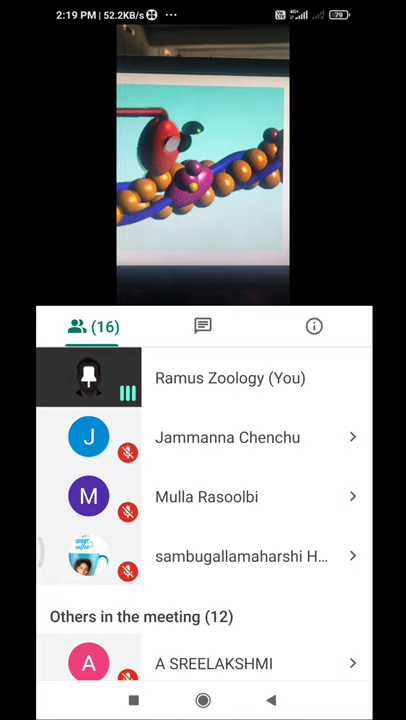 2:19 PM | 52.2KB/s ...
4G+
79
(16)
Ramus Zoology (You)
J
Jammanna Chenchu
M
Mulla Rasoolbi
sambugallamaharshi H...
Others in the meeting (12)
A
A SREELAKSHMI